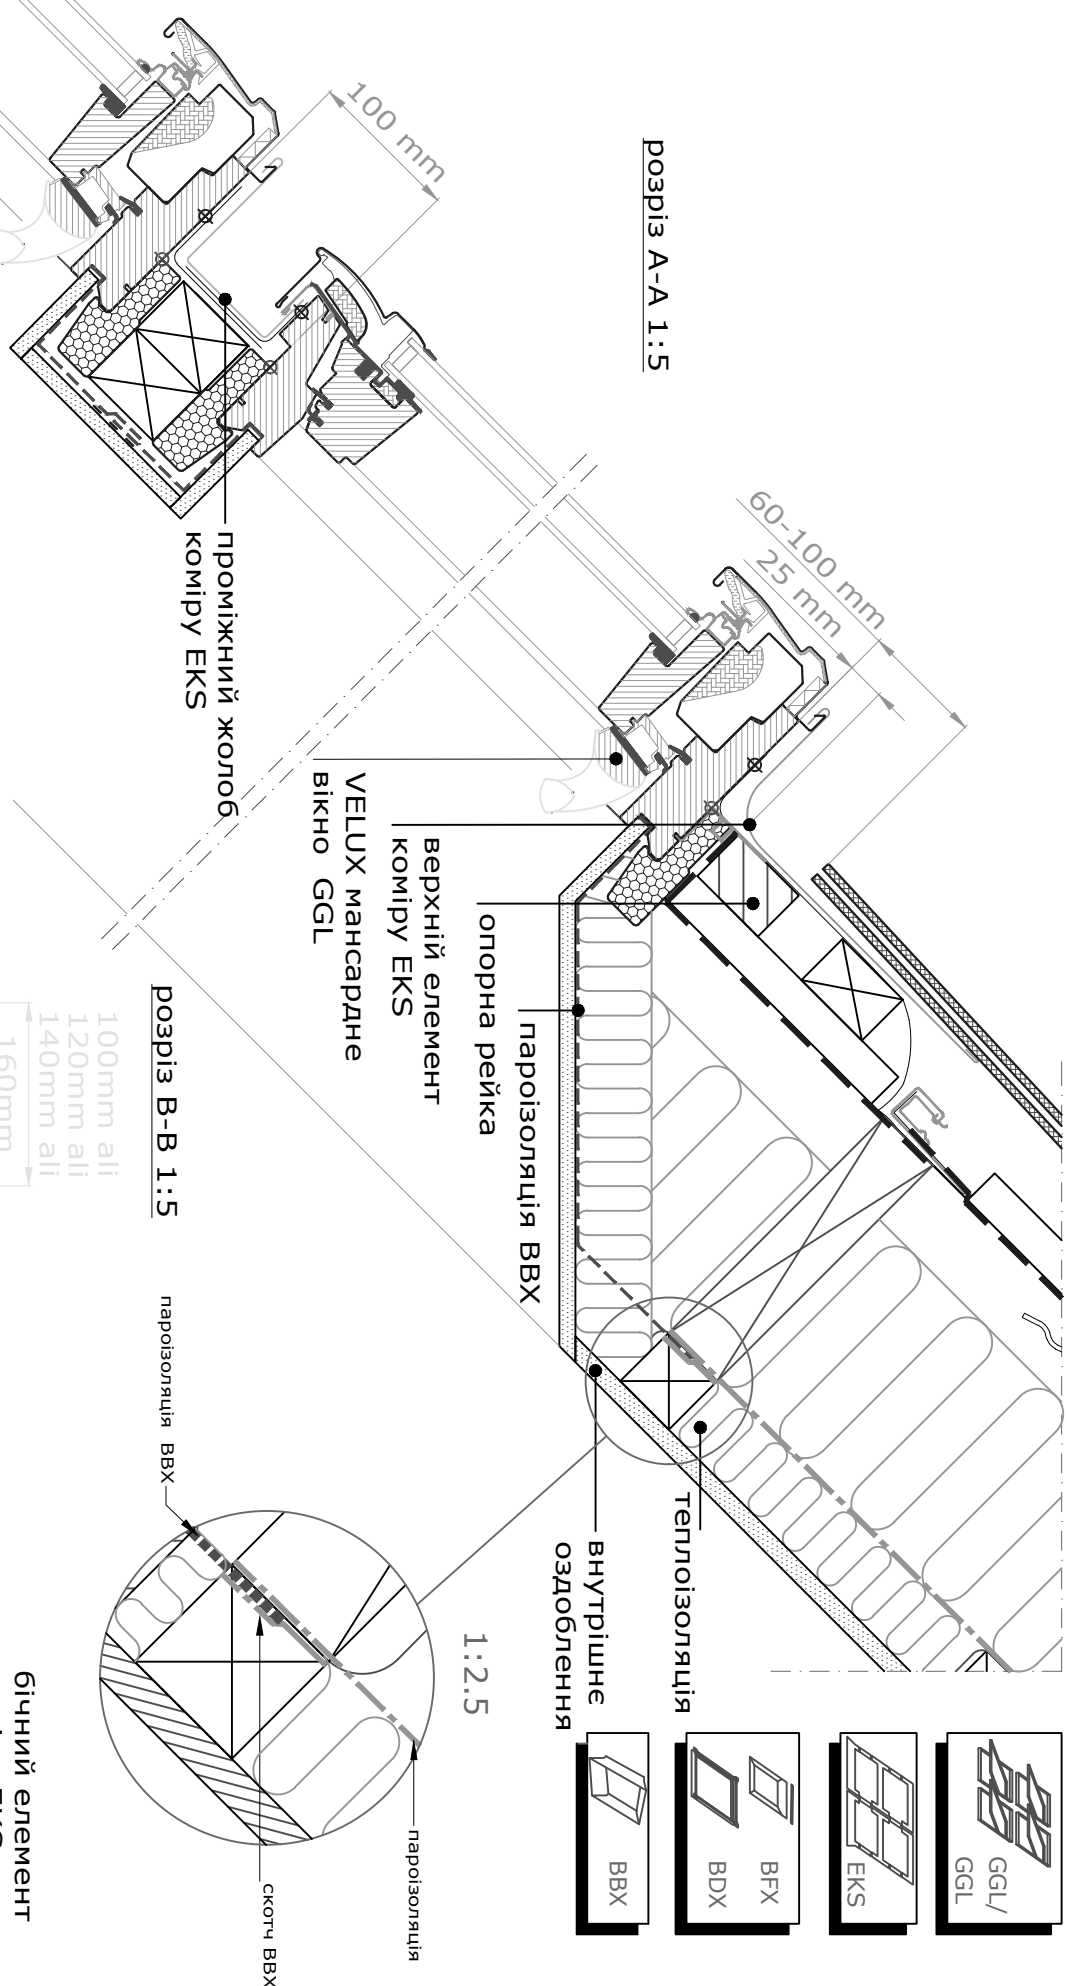 розріз А-А 1:5
100 mm
60-100 mm
25 mm
проміжний жолоб
коміру EKS
VELUX мансардне
вікно GGL
верхній елемент
коміру EKS
опорна рейка
пароізоляція BBX
теплоізоляція
внутрішнє
оздоблення
GGL/
GGL
EKS
BFX
BDX
BBX
розріз В-В 1:5
100mm ali
120mm ali
140mm ali
160mm
1:2.5
пароізоляція BBX
скотч BBX
пароізоляція
бічний елемент